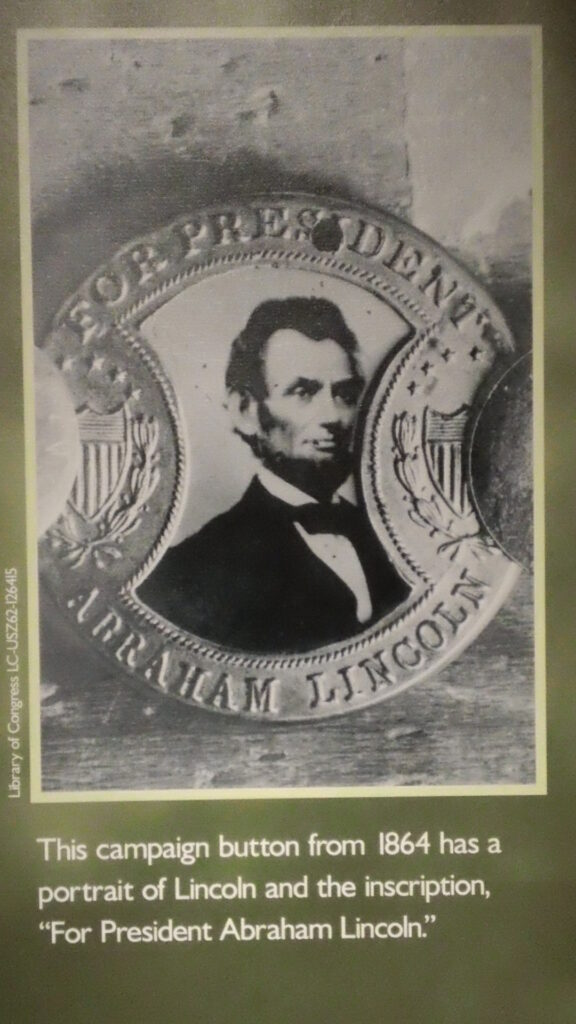 FOR PRESIDENT
ABRAHAM LINCOLN
Library of Congress LC-USZ62-126415
This campaign button from 1864 has a
portrait of Lincoln and the inscription,
“For President Abraham Lincoln.”